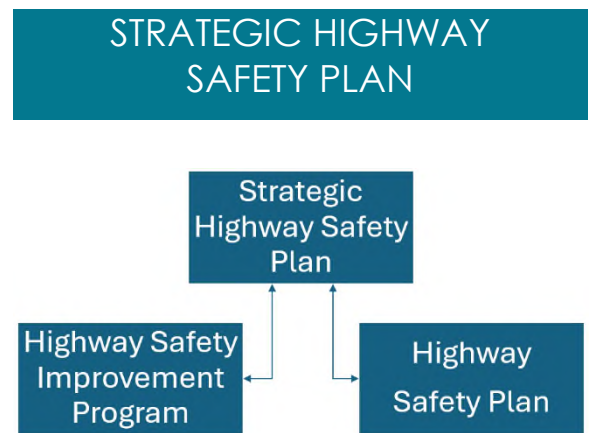 STRATEGIC HIGHWAY
SAFETY PLAN
Strategic
Highway Safety
Plan
Highway Safety
Improvement
Program
Highway
Safety Plan